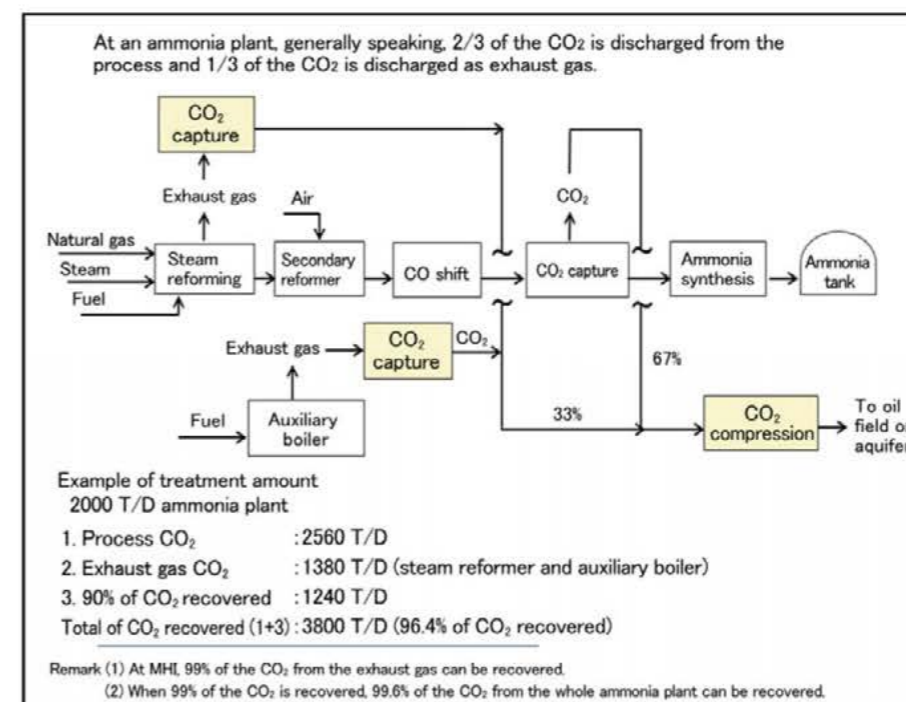 At an ammonia plant, generally speaking, 2/3 of the CO₂ is discharged from the
process and 1/3 of the CO₂ is discharged as exhaust gas.
CO₂
capture
Exhaust gas
Air
CO₂
Natural gas
Steam
Fuel
Steam
reforming
Secondary
reformer
CO shift
CO₂ capture
Ammonia
synthesis
Ammonia
tank
Exhaust gas
CO₂
capture
CO₂
67%
Fuel
Auxiliary
boiler
33%
CO₂
compression
To oil
field or
aquifer
Example of treatment amount
2000 T/D ammonia plant
1. Process CO₂ :2560 T/D
2. Exhaust gas CO₂ :1380 T/D (steam reformer and auxiliary boiler)
3. 90% of CO₂ recovered :1240 T/D
Total of CO₂ recovered (1+3) :3800 T/D (96.4% of CO₂ recovered)
Remark (1) At MHI, 99% of the CO₂ from the exhaust gas can be recovered.
(2) When 99% of the CO₂ is recovered, 99.6% of the CO₂ from the whole ammonia plant can be recovered.